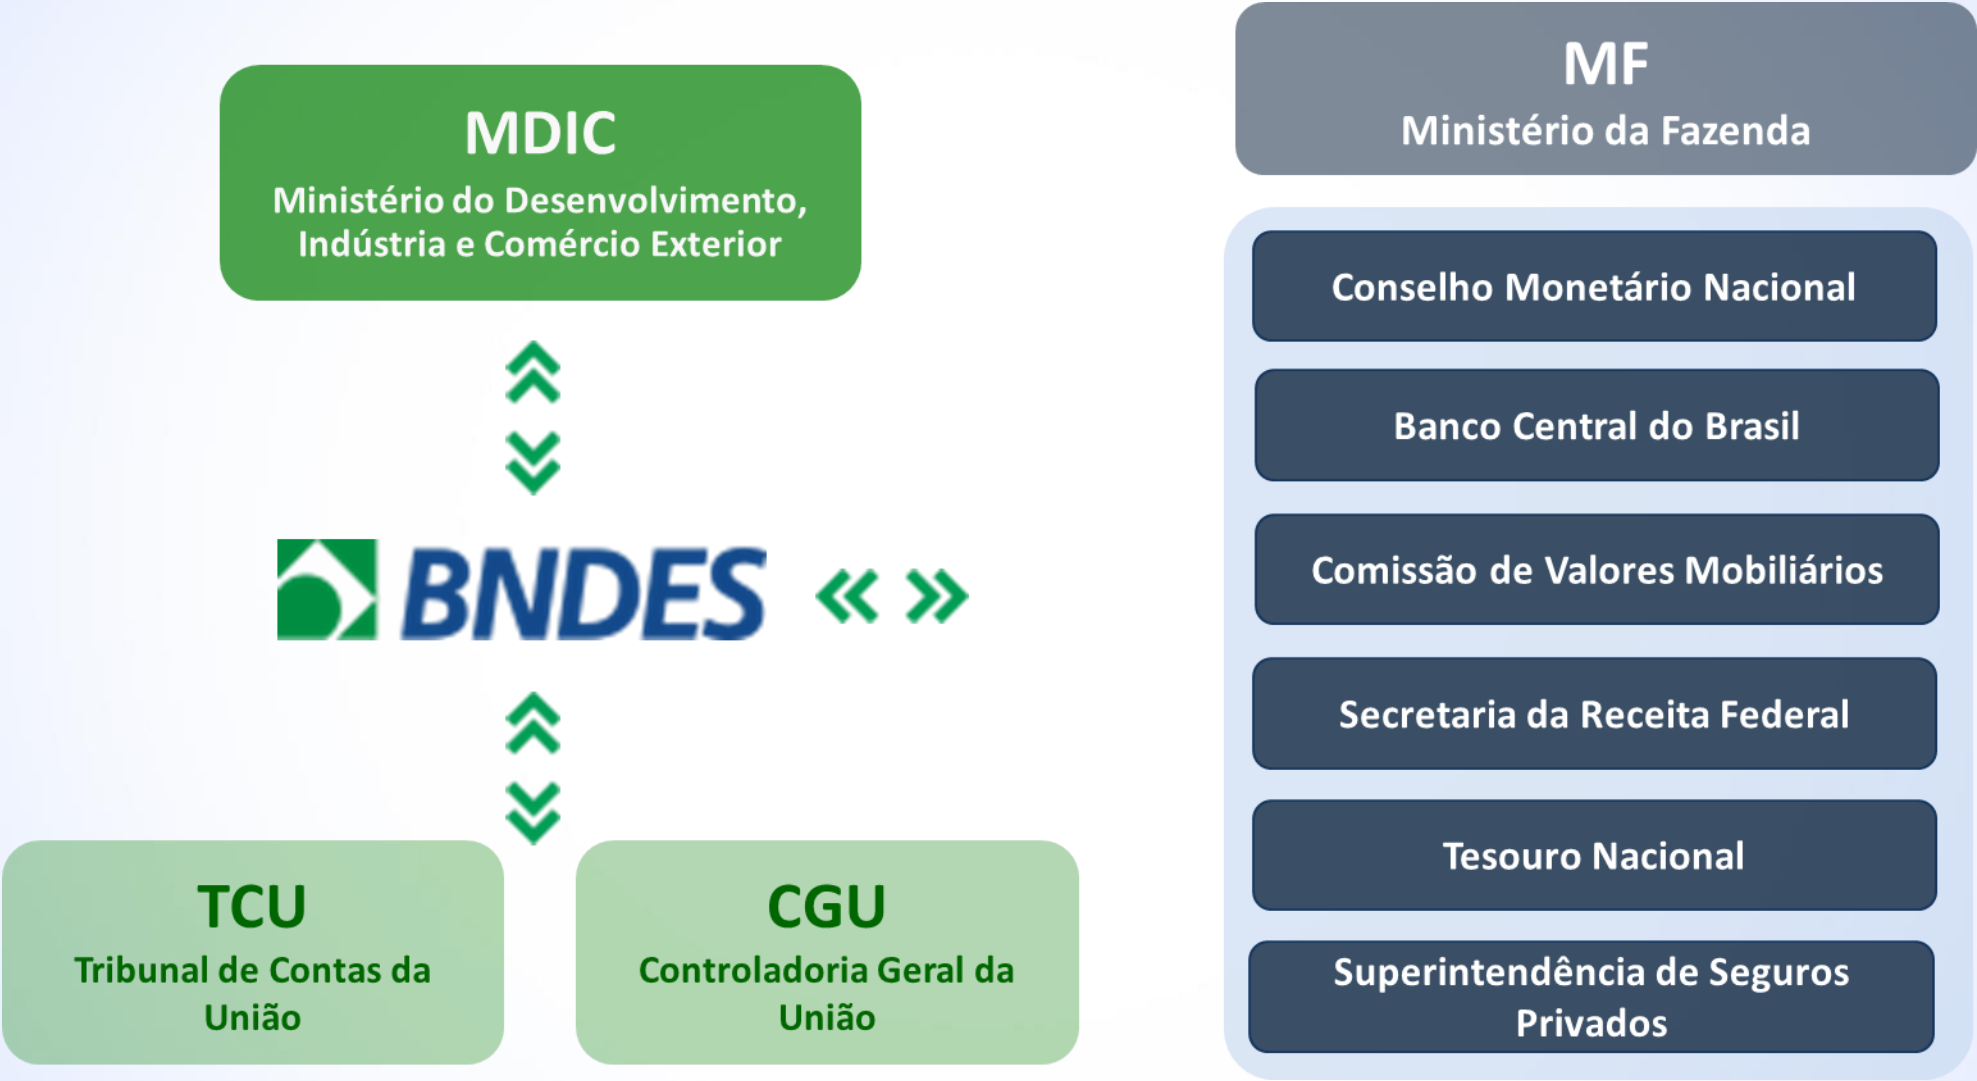 MDIC
Ministério do Desenvolvimento,
Indústria e Comércio Exterior
BNDES
TCU
Tribunal de Contas da
União
CGU
Controladoria Geral da
União
MF
Ministério da Fazenda
Conselho Monetário Nacional
Banco Central do Brasil
Comissão de Valores Mobiliários
Secretaria da Receita Federal
Tesouro Nacional
Superintendência de Seguros
Privados